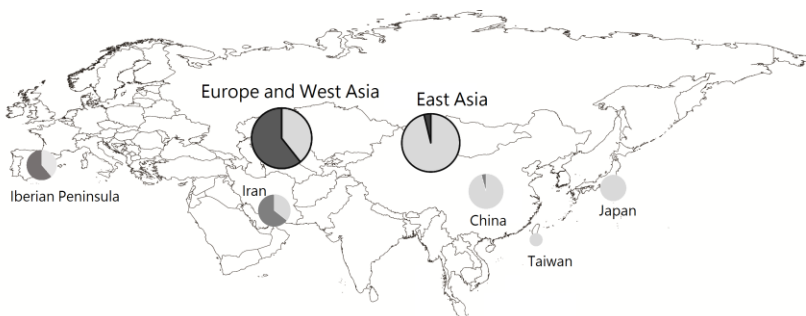 Europe and West Asia
East Asia
Iberian Peninsula
Iran
China
Japan
Taiwan